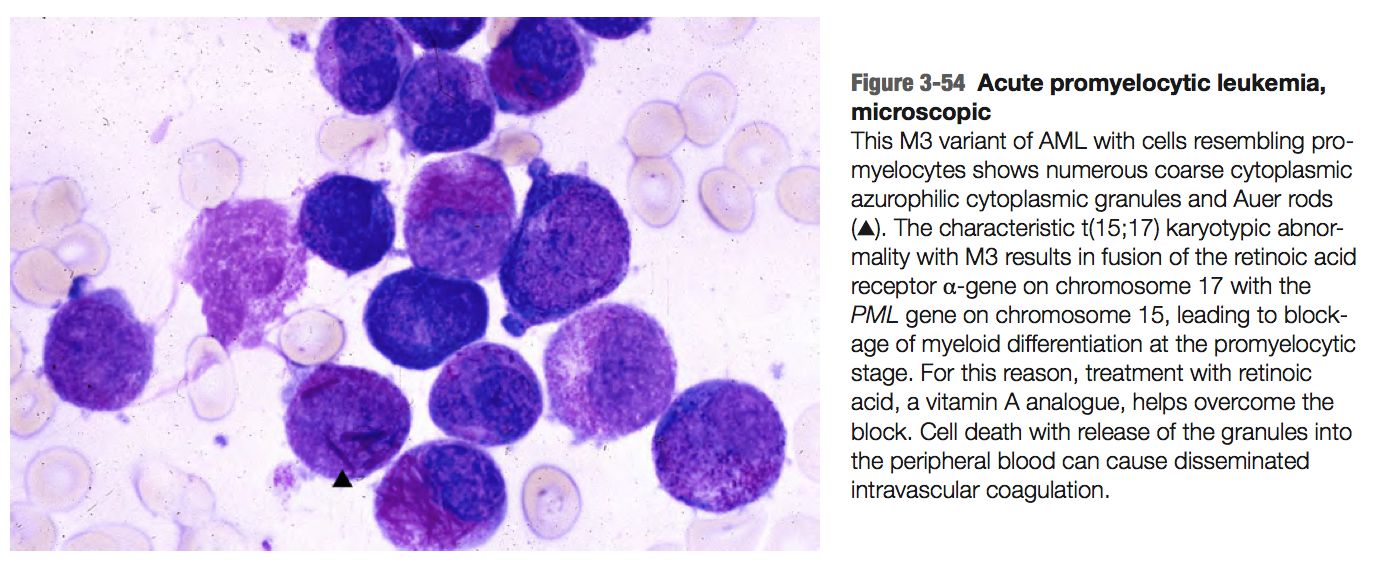 Figure 3-54 Acute promyelocytic leukemia,
microscopic
This M3 variant of AML with cells resembling pro-
myelocytes shows numerous coarse cytoplasmic
azurophilic cytoplasmic granules and Auer rods
(▲). The characteristic t(15;17) karyotypic abnor-
mality with M3 results in fusion of the retinoic acid
receptor α-gene on chromosome 17 with the
PML gene on chromosome 15, leading to block-
age of myeloid differentiation at the promyelocytic
stage. For this reason, treatment with retinoic
acid, a vitamin A analogue, helps overcome the
block. Cell death with release of the granules into
the peripheral blood can cause disseminated
intravascular coagulation.